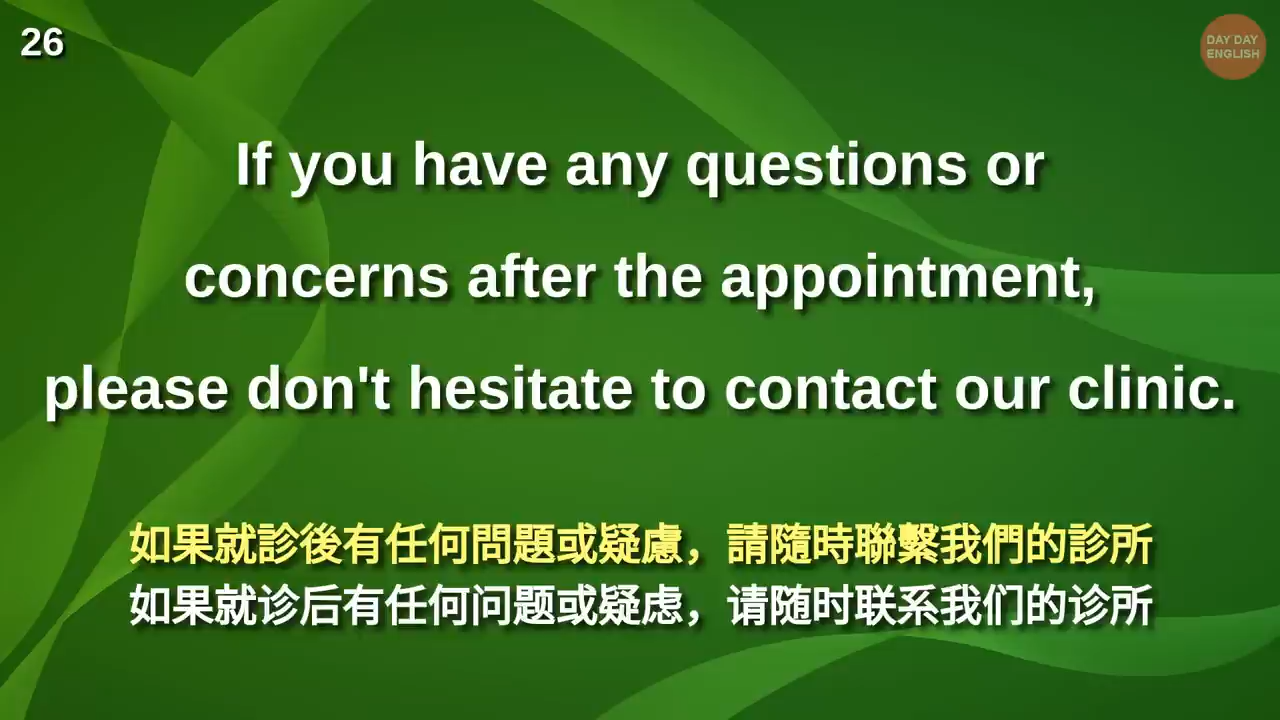 26
DAY DAY
ENGLISH
If you have any questions or
concerns after the appointment,
please don't hesitate to contact our clinic.
如果就診後有任何問題或疑慮，請隨時聯繫我們的診所
如果就诊后有任何问题或疑虑，请随时联系我们的诊所